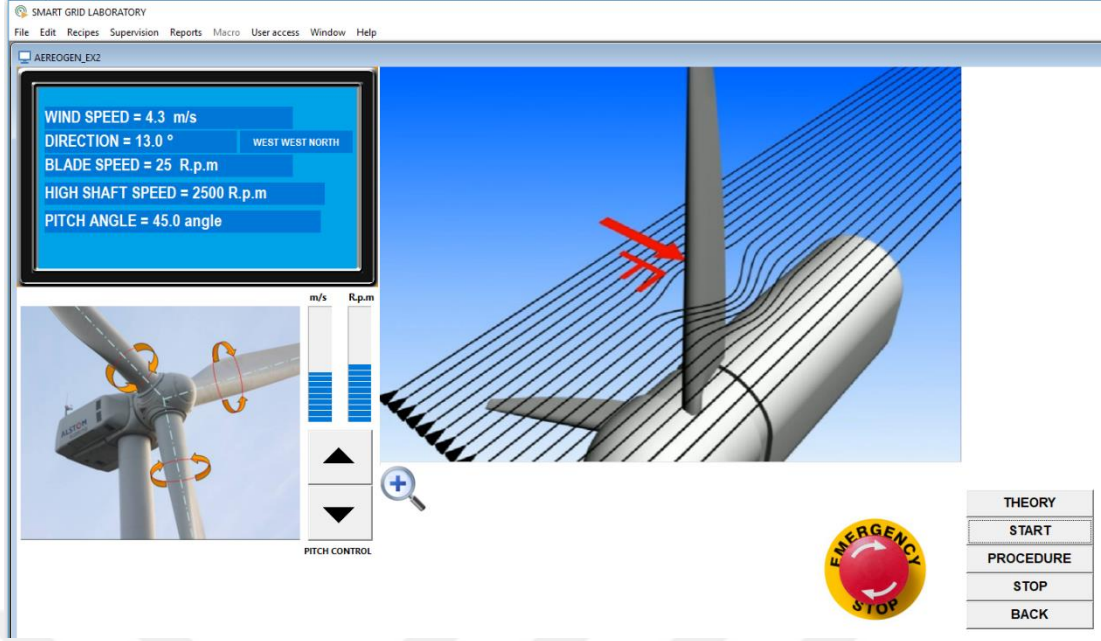 SMART GRID LABORATORY
File Edit Recipes Supervision Reports Macro User access Window Help
AEREOGEN_EX2
WIND SPEED = 4.3 m/s
DIRECTION = 13.0 ° WEST WEST NORTH
BLADE SPEED = 25 R.p.m
HIGH SHAFT SPEED = 2500 R.p.m
PITCH ANGLE = 45.0 angle
F
m/s R.p.m
ALSTOM
PITCH CONTROL
EMERGENCY
STOP
THEORY
START
PROCEDURE
STOP
BACK